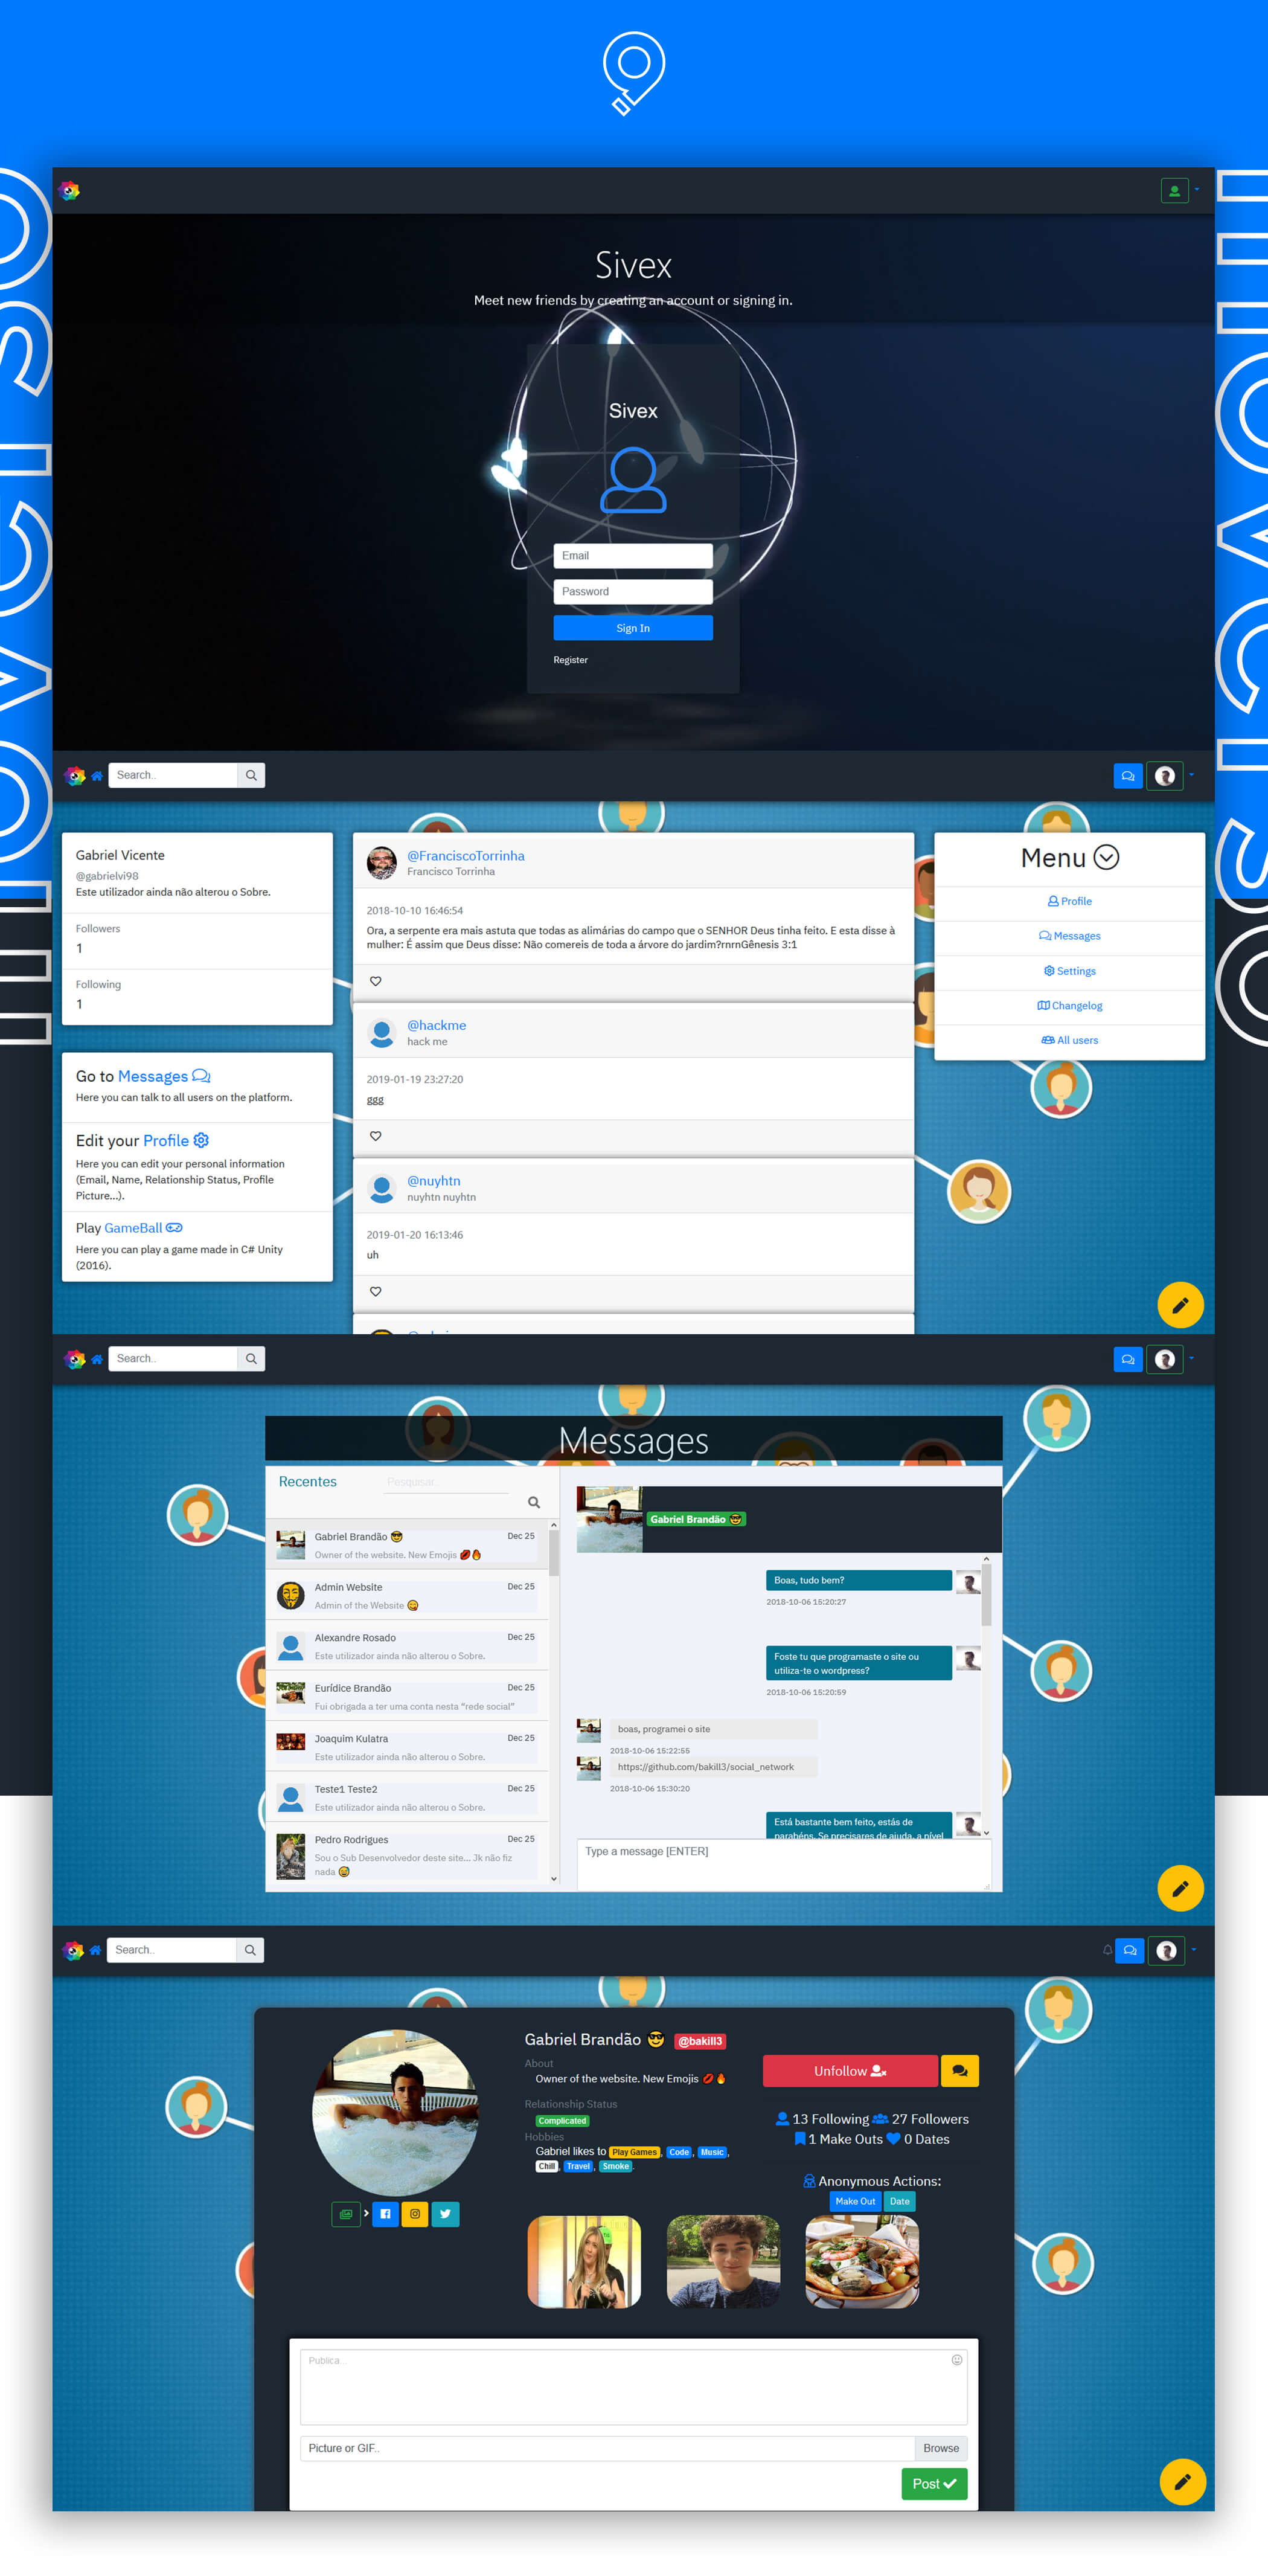 Sivex
Meet new friends by creating an account or signing in.
Sivex
Email
Password
Sign In
Register
Search..
Gabriel Vicente
@gabrielvi98
Este utilizador ainda não alterou o Sobre.
Followers
1
Following
1
Go to Messages
Here you can talk to all users on the platform.
Edit your Profile
Here you can edit your personal information
(Email, Name, Relationship Status, Profile
Picture...).
Play GameBall
Here you can play a game made in C# Unity
(2016).
@FranciscoTorrinha
Francisco Torrinha
2018-10-10 16:46:54
Ora, a serpente era mais astuta que todas as alimárias do campo que o SENHOR Deus tinha feito. E esta disse à
mulher: É assim que Deus disse: Não comereis de toda a árvore do jardim?rnrnGênesis 3:1
@hackme
hack me
2019-01-19 23:27:20
ggg
@nuyhtn
nuyhtn nuyhtn
2019-01-20 16:13:46
uh
Menu
Profile
Messages
Settings
Changelog
All users
Search..
Messages
Recentes
Pesquisar
Gabriel Brandão 😎 Dec 25
Owner of the website. New Emojis 💋🔥
Admin Website Dec 25
Admin of the Website 😋
Alexandre Rosado Dec 25
Este utilizador ainda não alterou o Sobre.
Eurídice Brandão Dec 25
Fui obrigada a ter uma conta nesta "rede social"
Joaquim Kulatra Dec 25
Este utilizador ainda não alterou o Sobre.
Teste1 Teste2 Dec 25
Este utilizador ainda não alterou o Sobre.
Pedro Rodrigues Dec 25
Sou o Sub Desenvolvedor deste site... Jk não fiz
nada 😅
Gabriel Brandão 😎
Boas, tudo bem?
2018-10-06 15:20:27
Foste tu que programaste o site ou
utiliza-te o wordpress?
2018-10-06 15:20:59
boas, programei o site
2018-10-06 15:22:55
https://github.com/bakill3/social_network
2018-10-06 15:30:20
Está bastante bem feito, estás de
parabéns. Se precisares de ajuda, a nível
Type a message [ENTER]
Search..
Gabriel Brandão 😎 @bakill3
About
Owner of the website. New Emojis 💋🔥
Relationship Status
Complicated
Hobbies
Gabriel likes to Play Games, Code, Music,
Chill, Travel, Smoke.
Unfollow
13 Following 27 Followers
1 Make Outs 0 Dates
Anonymous Actions:
Make Out Date
Publica...
Picture or GIF.. Browse
Post